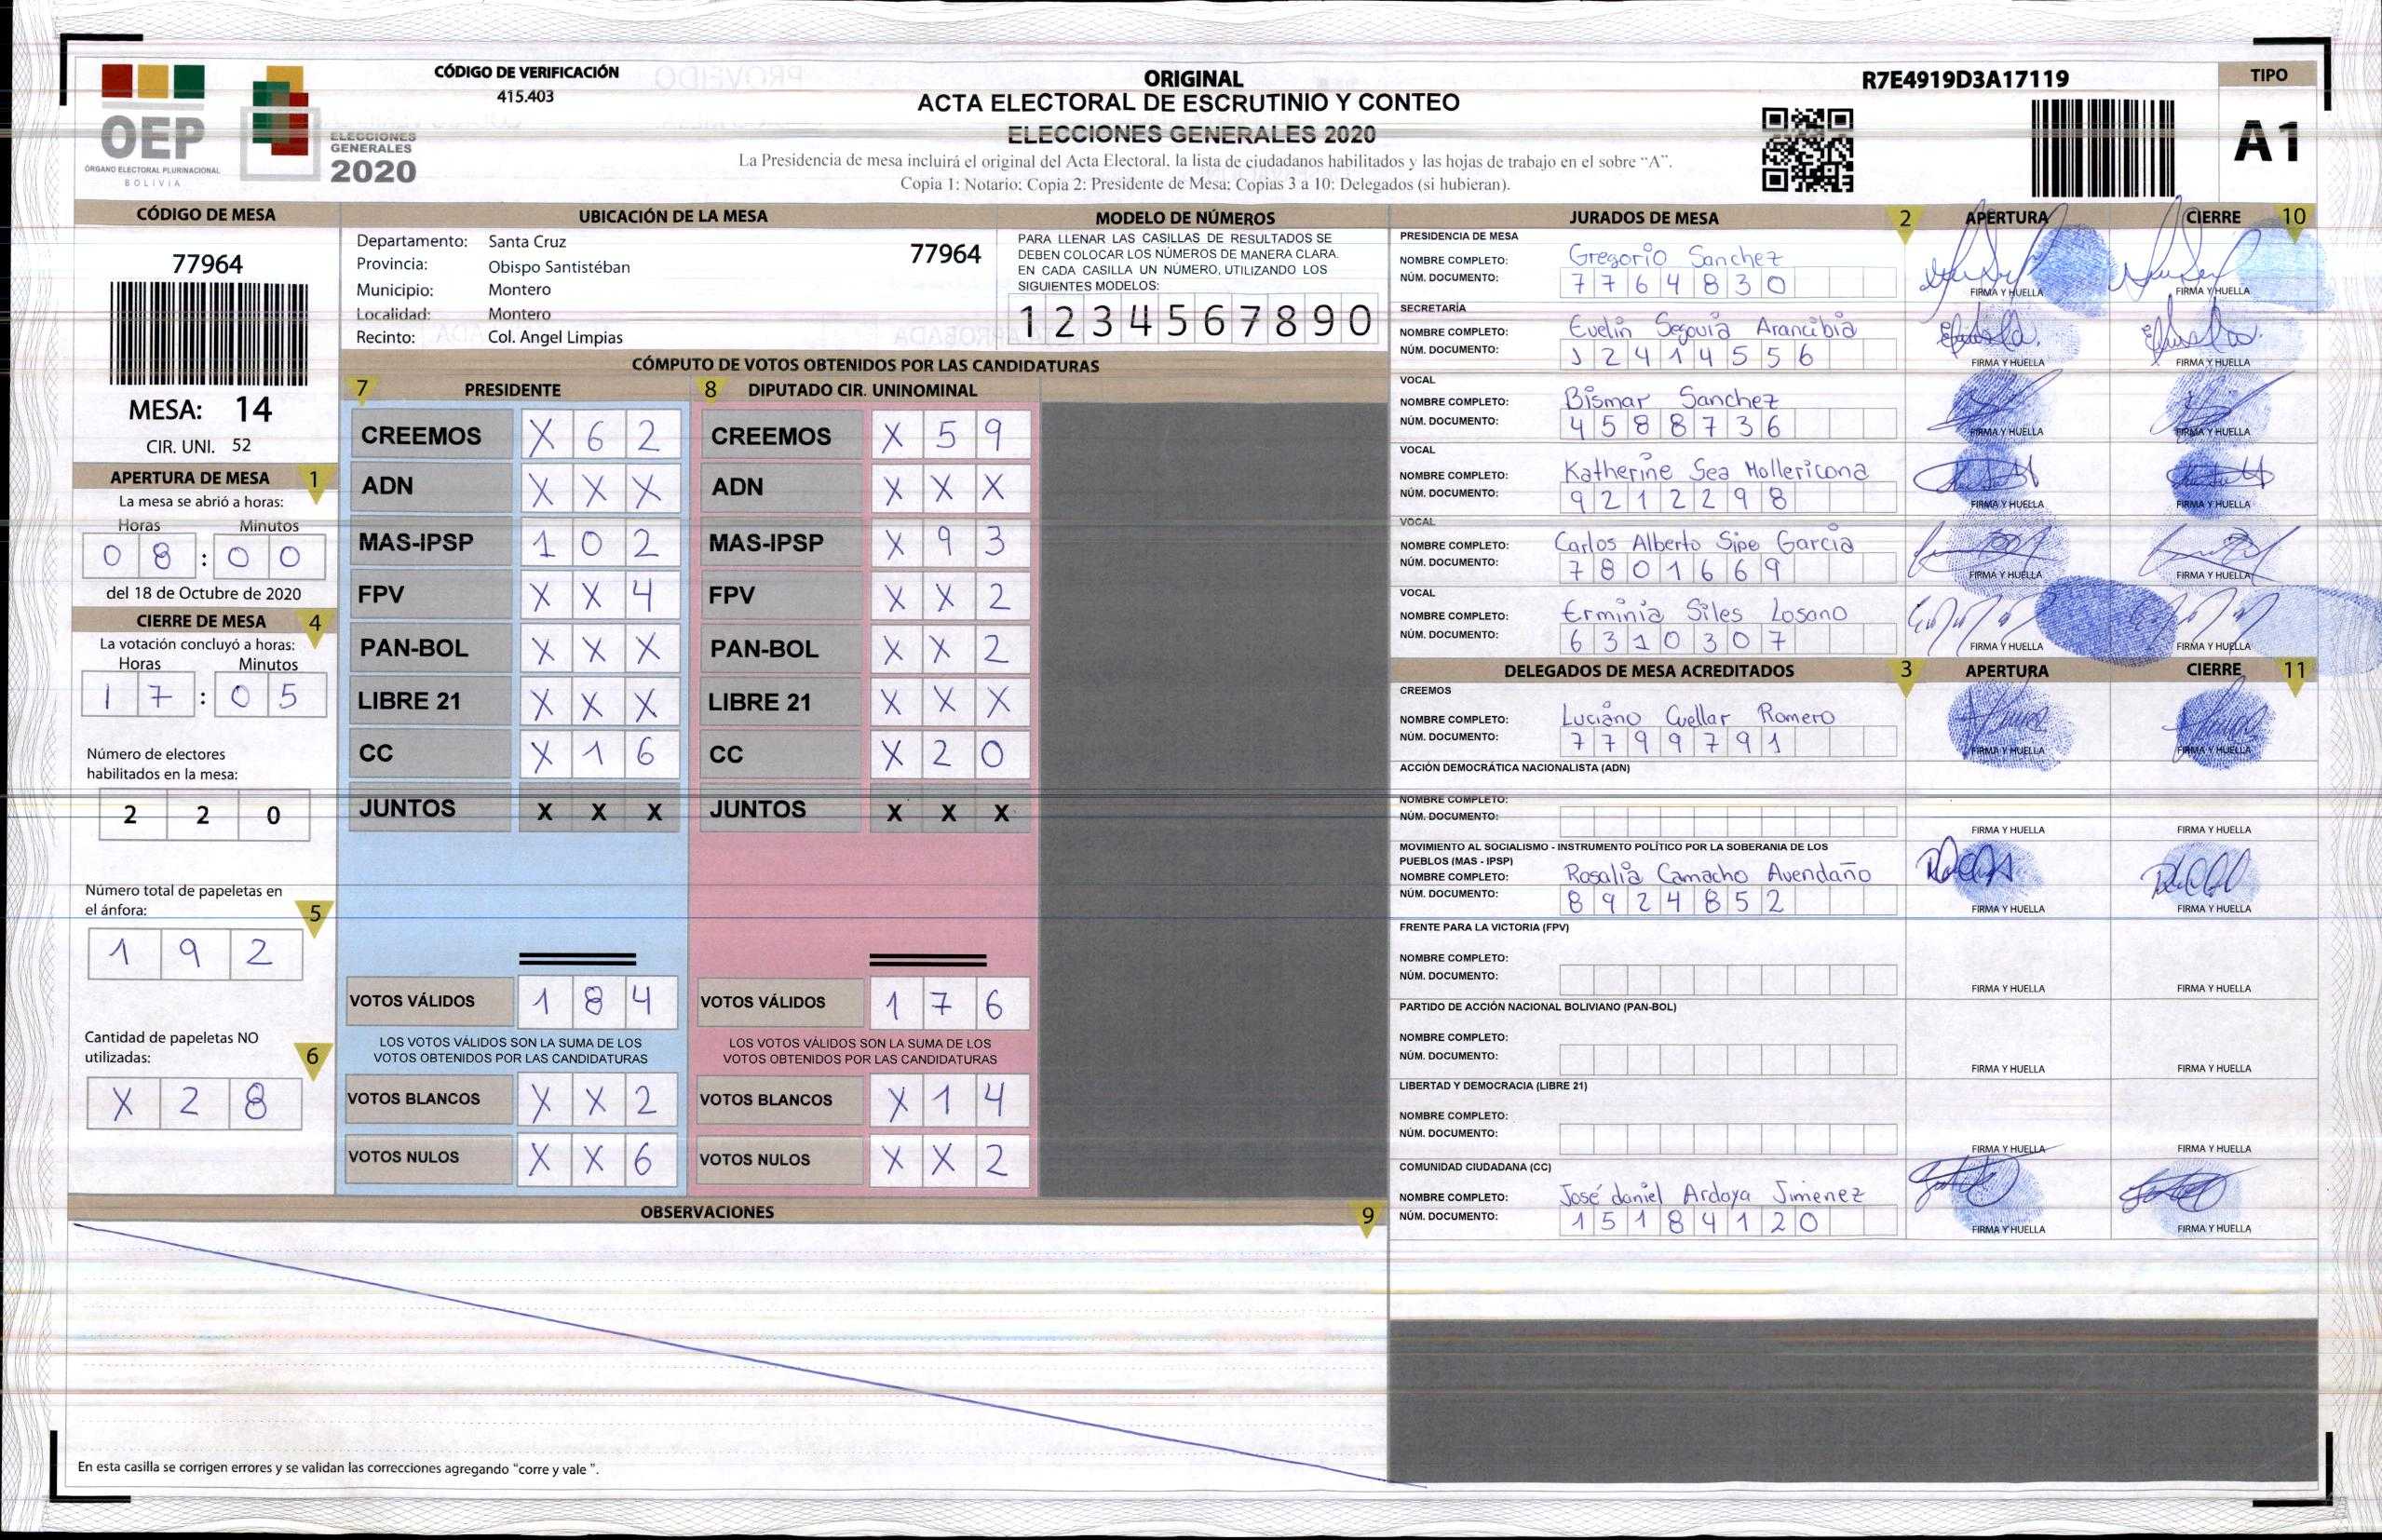 CÓDIGO DE VERIFICACIÓN
415.403
OEP
ÓRGANO ELECTORAL PLURINACIONAL
BOLIVIA
ELECCIONES
GENERALES
2020
ORIGINAL
ACTA ELECTORAL DE ESCRUTINIO Y CONTEO
ELECCIONES GENERALES 2020
La Presidencia de mesa incluirá el original del Acta Electoral, la lista de ciudadanos habilitados y las hojas de trabajo en el sobre "A".
Copia 1: Notario; Copia 2: Presidente de Mesa; Copias 3 a 10: Delegados (si hubieran).
R7E4919D3A17119
TIPO
A1
CÓDIGO DE MESA
77964
MESA: 14
CIR. UNI. 52
APERTURA DE MESA 1
La mesa se abrió a horas:
Horas Minutos
08:00
del 18 de Octubre de 2020
CIERRE DE MESA 4
La votación concluyó a horas:
Horas Minutos
17:05
Número de electores
habilitados en la mesa:
2 2 0
Número total de papeletas en
el ánfora: 5
1 9 2
Cantidad de papeletas NO
utilizadas: 6
X 2 8
UBICACIÓN DE LA MESA
Departamento: Santa Cruz 77964
Provincia: Obispo Santistéban
Municipio: Montero
Localidad: Montero
Recinto: Col. Angel Limpias
MODELO DE NÚMEROS
PARA LLENAR LAS CASILLAS DE RESULTADOS SE
DEBEN COLOCAR LOS NÚMEROS DE MANERA CLARA.
EN CADA CASILLA UN NÚMERO, UTILIZANDO LOS
SIGUIENTES MODELOS:
1 2 3 4 5 6 7 8 9 0
CÓMPUTO DE VOTOS OBTENIDOS POR LAS CANDIDATURAS
7 PRESIDENTE 8 DIPUTADO CIR. UNINOMINAL
CREEMOS X 6 2 CREEMOS X 5 9
ADN X X X ADN X X X
MAS-IPSP 1 0 2 MAS-IPSP X 9 3
FPV X X 4 FPV X X 2
PAN-BOL X X X PAN-BOL X X 2
LIBRE 21 X X X LIBRE 21 X X X
CC X 1 6 CC X 2 0
JUNTOS X X X JUNTOS X X X
VOTOS VÁLIDOS 1 8 4 VOTOS VÁLIDOS 1 7 6
LOS VOTOS VÁLIDOS SON LA SUMA DE LOS LOS VOTOS VÁLIDOS SON LA SUMA DE LOS
VOTOS OBTENIDOS POR LAS CANDIDATURAS VOTOS OBTENIDOS POR LAS CANDIDATURAS
VOTOS BLANCOS X X 2 VOTOS BLANCOS X 1 4
VOTOS NULOS X X 6 VOTOS NULOS X X 2
OBSERVACIONES 9
En esta casilla se corrigen errores y se validan las correcciones agregando "corre y vale ".
JURADOS DE MESA 2 APERTURA CIERRE 10
PRESIDENCIA DE MESA
NOMBRE COMPLETO: Gregorio Sanchez
NÚM. DOCUMENTO: 7764830
FIRMA Y HUELLA FIRMA Y HUELLA
SECRETARÍA
NOMBRE COMPLETO: Evelin Segovia Arancibia
NÚM. DOCUMENTO: 12414556
FIRMA Y HUELLA FIRMA Y HUELLA
VOCAL
NOMBRE COMPLETO: Bismar Sanchez
NÚM. DOCUMENTO: 4588736
FIRMA Y HUELLA FIRMA Y HUELLA
VOCAL
NOMBRE COMPLETO: Katherine Sea Mollericona
NÚM. DOCUMENTO: 9212298
FIRMA Y HUELLA FIRMA Y HUELLA
VOCAL
NOMBRE COMPLETO: Carlos Alberto Sipe Garcia
NÚM. DOCUMENTO: 7801669
FIRMA Y HUELLA FIRMA Y HUELLA
VOCAL
NOMBRE COMPLETO: Erminia Siles Losano
NÚM. DOCUMENTO: 6310307
FIRMA Y HUELLA FIRMA Y HUELLA
DELEGADOS DE MESA ACREDITADOS 3 APERTURA CIERRE 11
CREEMOS
NOMBRE COMPLETO: Luciano Cuellar Romero
NÚM. DOCUMENTO: 7799791
FIRMA Y HUELLA FIRMA Y HUELLA
ACCIÓN DEMOCRÁTICA NACIONALISTA (ADN)
NOMBRE COMPLETO:
NÚM. DOCUMENTO:
FIRMA Y HUELLA FIRMA Y HUELLA
MOVIMIENTO AL SOCIALISMO - INSTRUMENTO POLÍTICO POR LA SOBERANIA DE LOS
PUEBLOS (MAS - IPSP)
NOMBRE COMPLETO: Rosalia Camacho Avendaño
NÚM. DOCUMENTO: 8924852
FIRMA Y HUELLA FIRMA Y HUELLA
FRENTE PARA LA VICTORIA (FPV)
NOMBRE COMPLETO:
NÚM. DOCUMENTO:
FIRMA Y HUELLA FIRMA Y HUELLA
PARTIDO DE ACCIÓN NACIONAL BOLIVIANO (PAN-BOL)
NOMBRE COMPLETO:
NÚM. DOCUMENTO:
FIRMA Y HUELLA FIRMA Y HUELLA
LIBERTAD Y DEMOCRACIA (LIBRE 21)
NOMBRE COMPLETO:
NÚM. DOCUMENTO:
FIRMA Y HUELLA FIRMA Y HUELLA
COMUNIDAD CIUDADANA (CC)
NOMBRE COMPLETO: José daniel Ardaya Jimenez
NÚM. DOCUMENTO: 15184120
FIRMA Y HUELLA FIRMA Y HUELLA